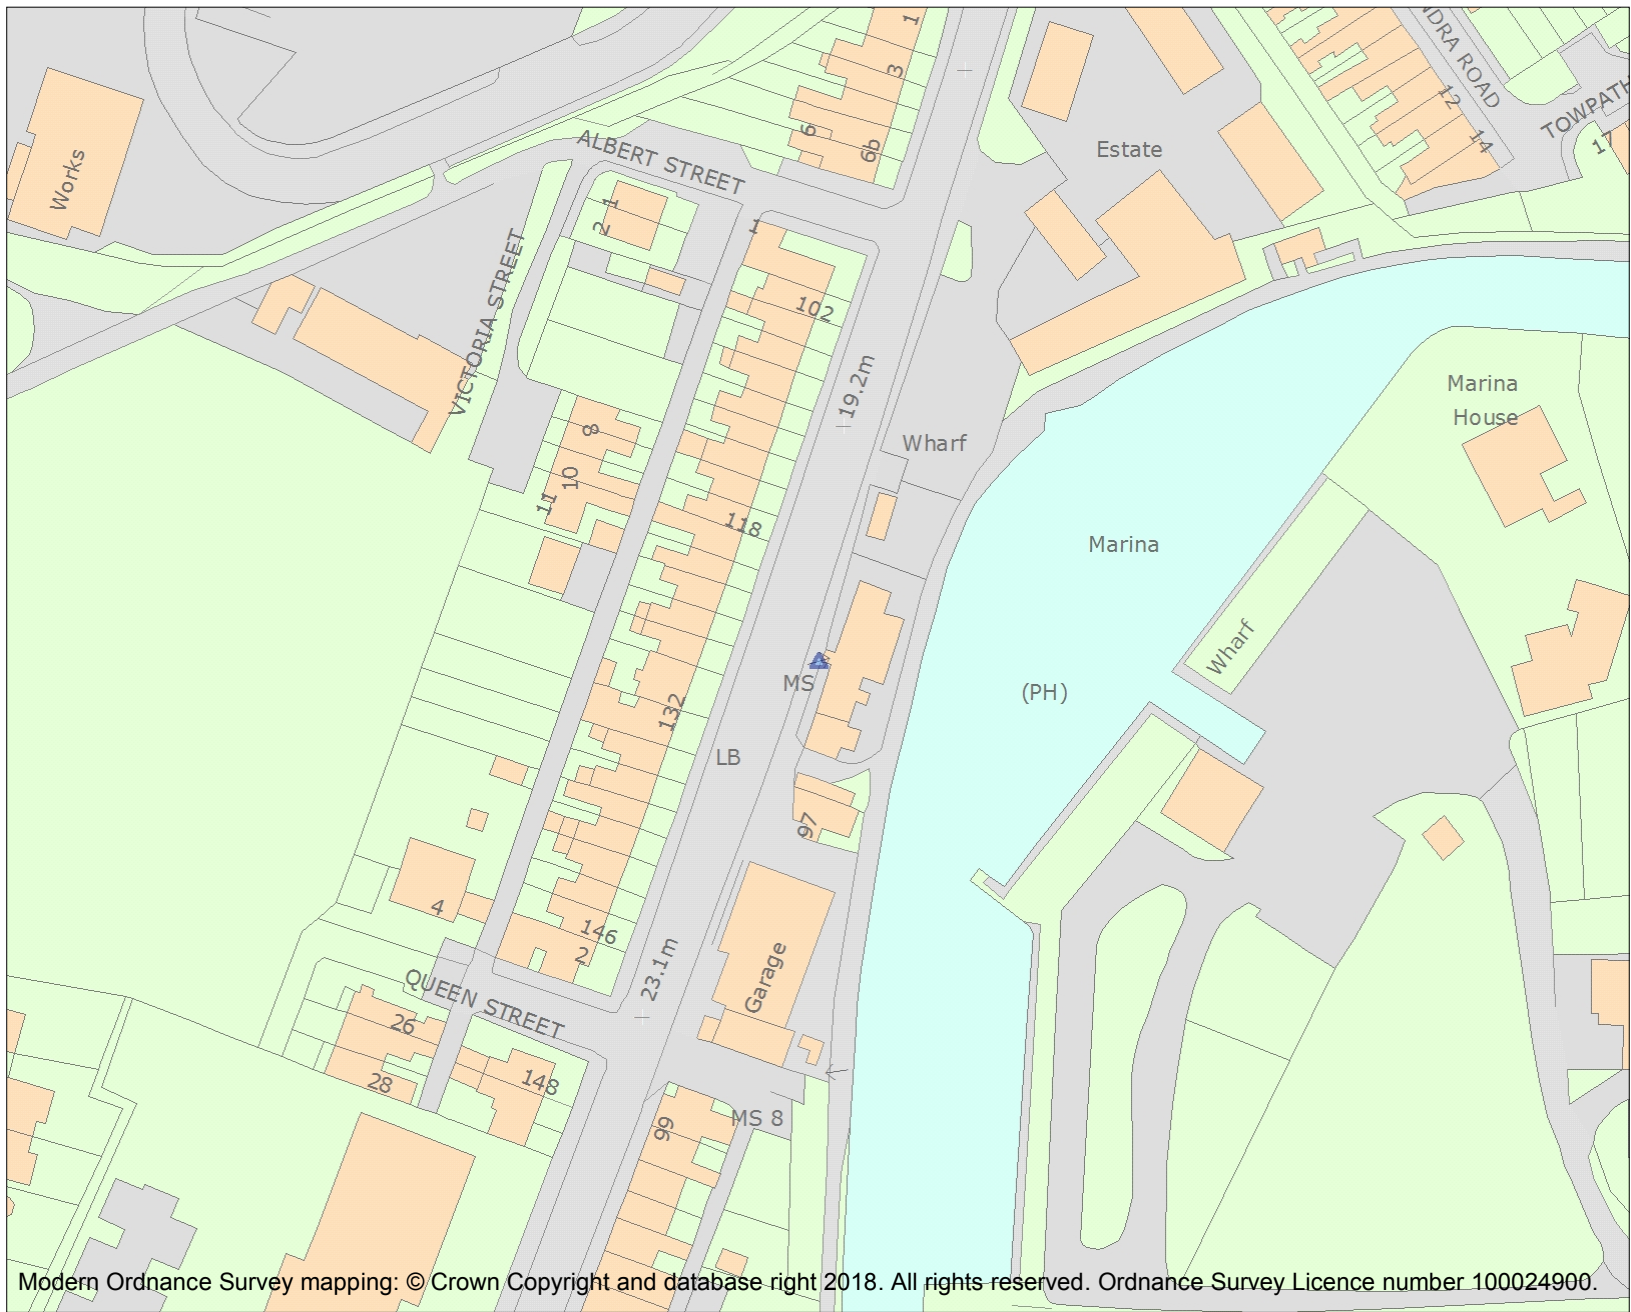 1
3
6
6b
NDRA ROAD
12
14
TOWPATH
17
Estate
Works
ALBERT STREET
1
2
1
VICTORIA STREET
102
19.2m
Marina
House
Wharf
8
10
11
118
Marina
Wharf
MS
(PH)
132
LB
97
4
146
2
23.1m
Garage
QUEEN STREET
26
28
148
99
MS 8
Modern Ordnance Survey mapping: © Crown Copyright and database right 2018. All rights reserved. Ordnance Survey Licence number 100024900.